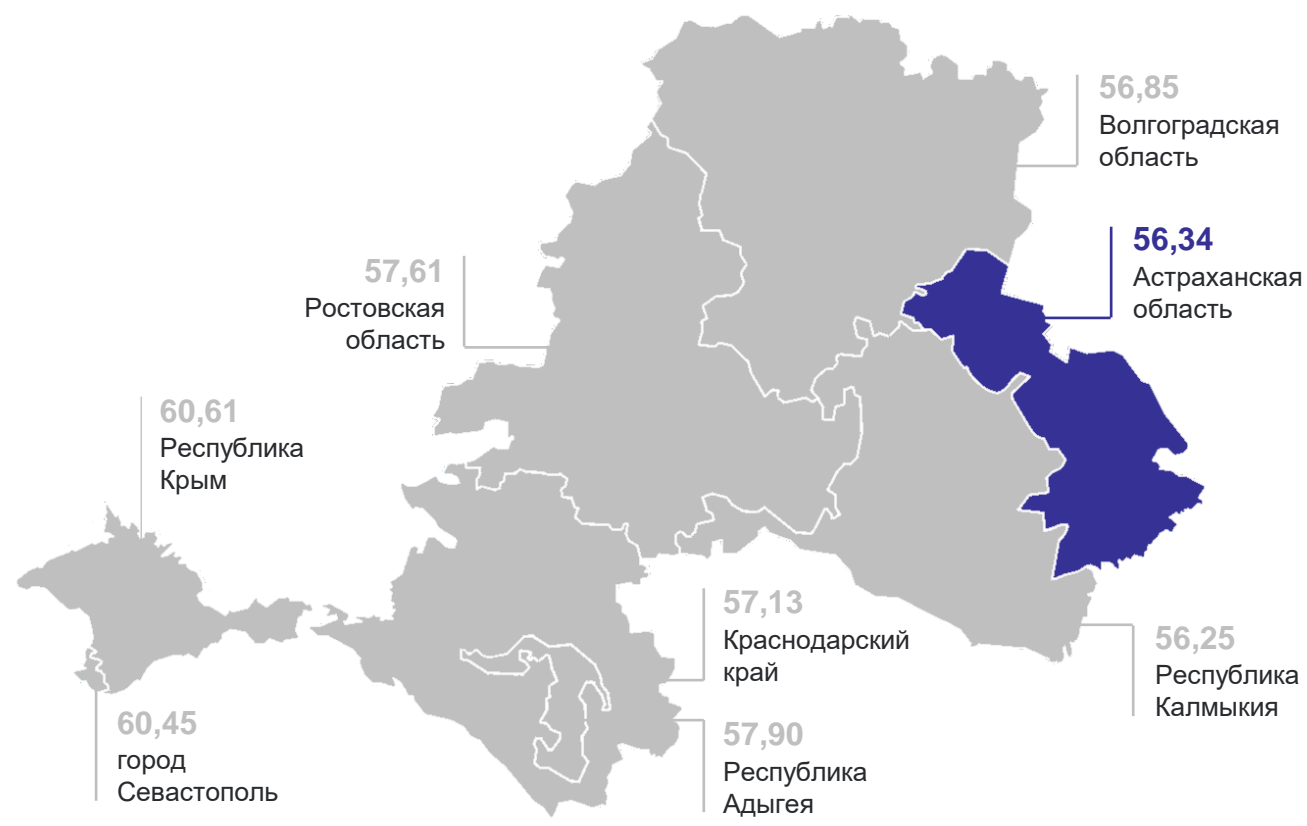 56,85
Волгоградская
область
56,34
Астраханская
область
57,61
Ростовская
область
60,61
Республика
Крым
57,13
Краснодарский
край
56,25
Республика
Калмыкия
60,45
город
Севастополь
57,90
Республика
Адыгея